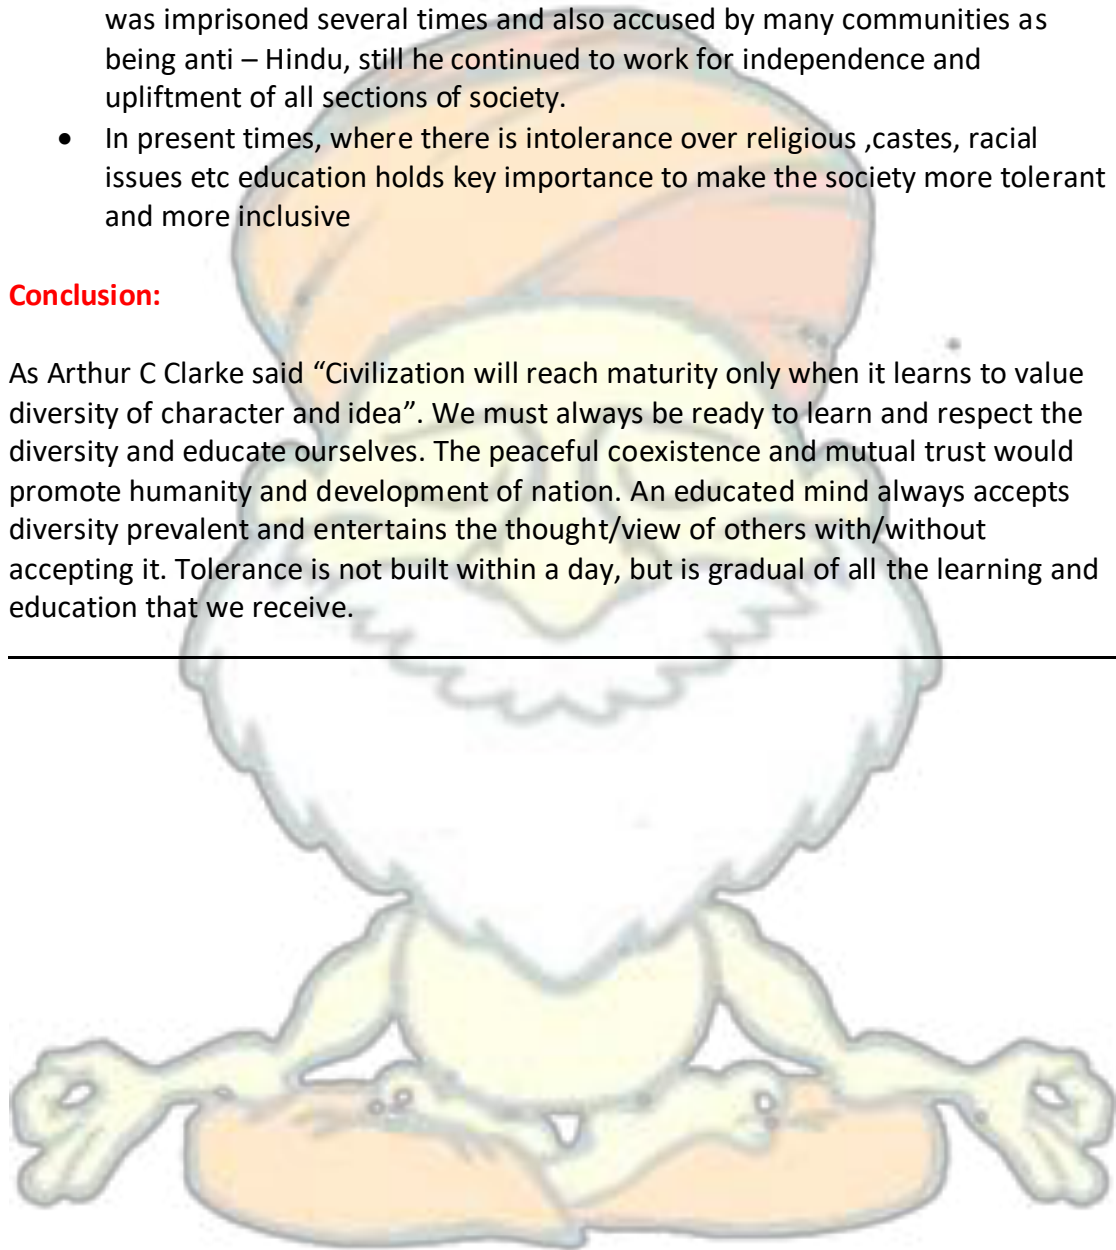 was imprisoned several times and also accused by many communities as
being anti – Hindu, still he continued to work for independence and
upliftment of all sections of society.
• In present times, where there is intolerance over religious ,castes, racial
issues etc education holds key importance to make the society more tolerant
and more inclusive
Conclusion:
As Arthur C Clarke said “Civilization will reach maturity only when it learns to value
diversity of character and idea”. We must always be ready to learn and respect the
diversity and educate ourselves. The peaceful coexistence and mutual trust would
promote humanity and development of nation. An educated mind always accepts
diversity prevalent and entertains the thought/view of others with/without
accepting it. Tolerance is not built within a day, but is gradual of all the learning and
education that we receive.